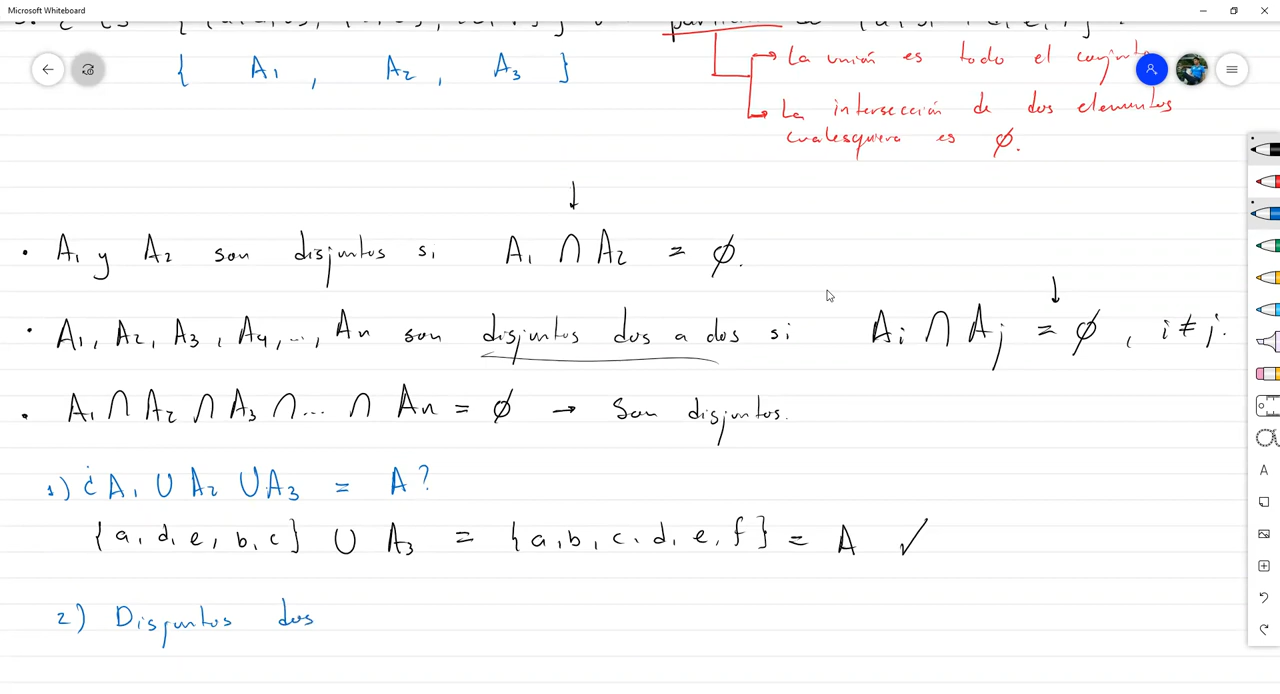 Microsoft Whiteboard
{ A₁ , A₂ , A₃ }
La unión es todo el conjunto
La intersección de dos elementos
cualesquiera es ∅.
• A₁ y A₂ son disjuntos si A₁ ∩ A₂ = ∅.
• A₁, A₂, A₃, A₄, ..., An son disjuntos dos a dos si Ai ∩ Aj = ∅, i ≠ j.
• A₁ ∩ A₂ ∩ A₃ ∩ ... ∩ An = ∅ → Son disjuntos.
1) ¿A₁ ∪ A₂ ∪ A₃ = A?
{a, d, e, b, c} ∪ A₃ = {a, b, c, d, e, f} = A ✓
2) Disjuntos dos